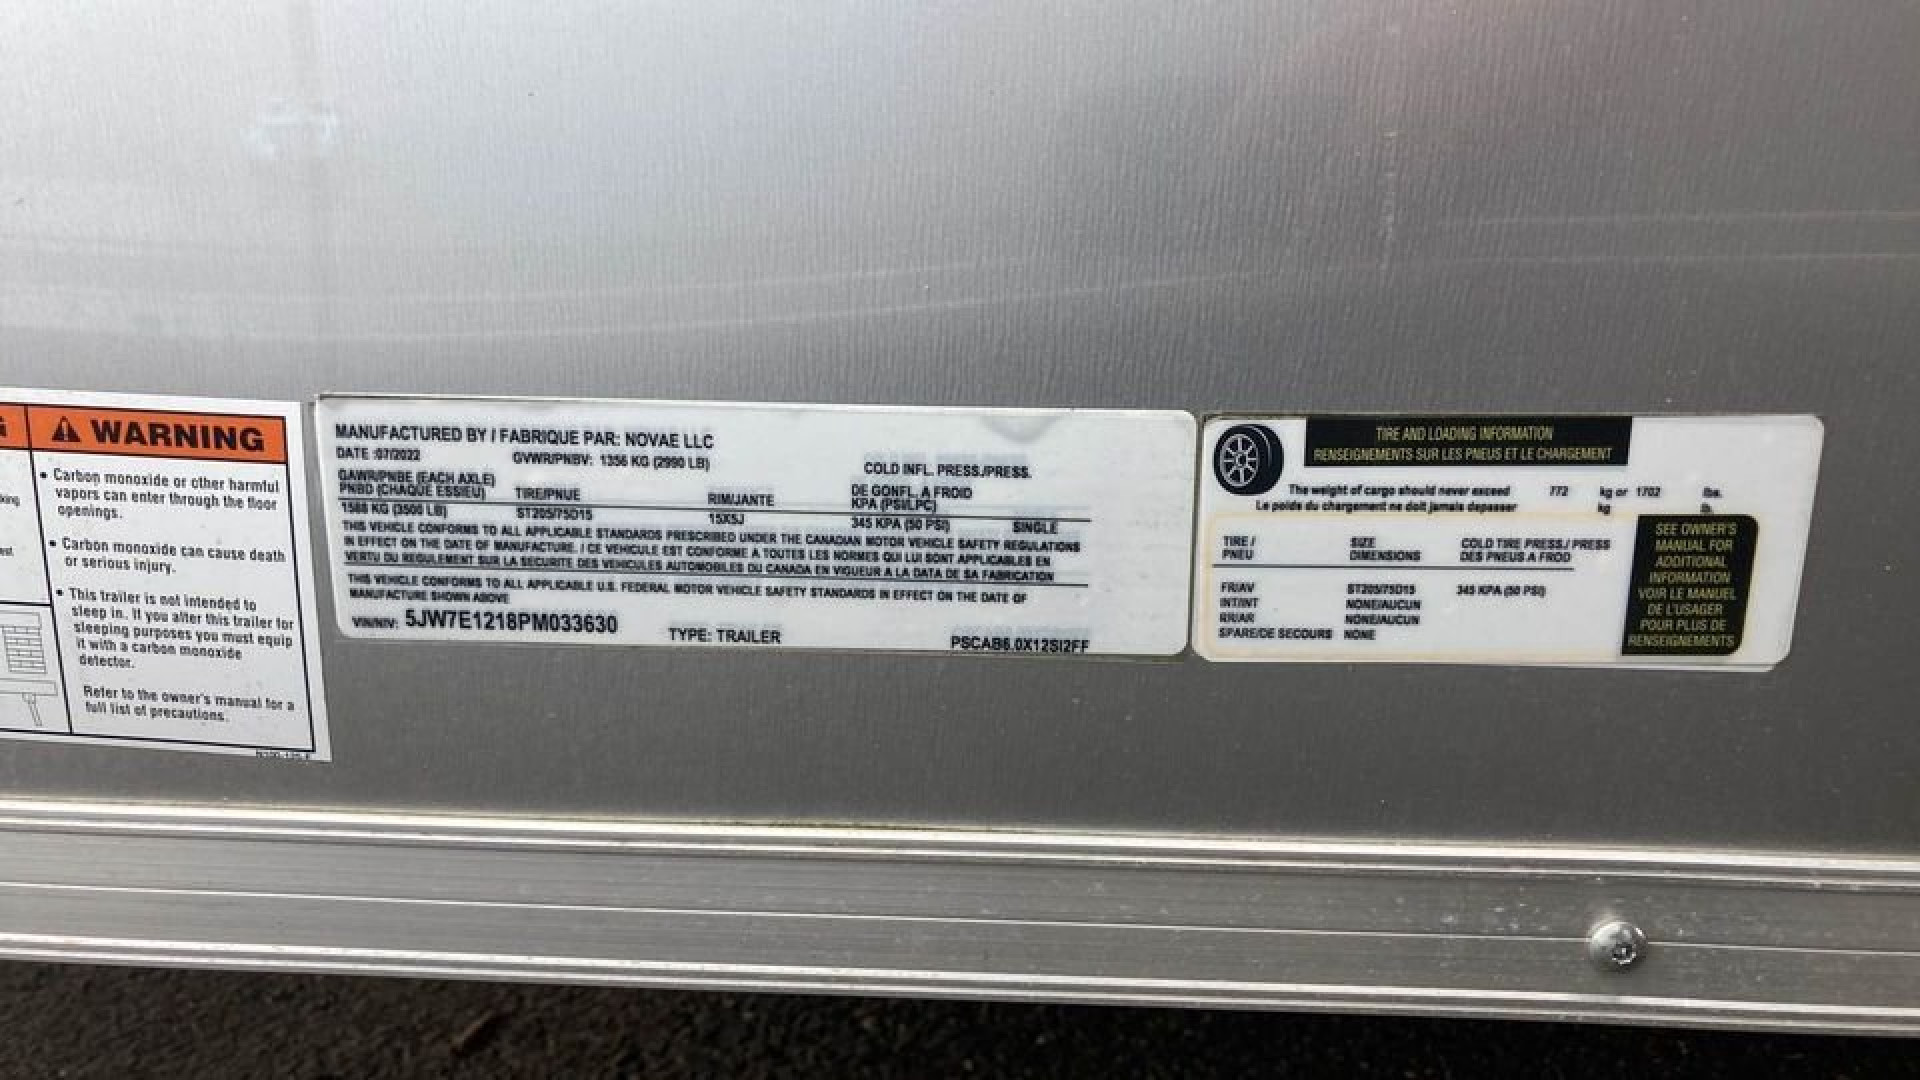 G
king
est
WARNING
• Carbon monoxide or other harmful
vapors can enter through the floor
openings.
• Carbon monoxide can cause death
or serious injury.
• This trailer is not intended to
sleep in. If you alter this trailer for
sleeping purposes you must equip
it with a carbon monoxide
detector.
Refer to the owner's manual for a
full list of precautions.
MANUFACTURED BY / FABRIQUE PAR: NOVAE LLC
DATE :07/2022 GVWR/PNBV: 1356 KG (2990 LB)
GAWR/PNBE (EACH AXLE) COLD INFL. PRESS./PRESS.
PNBD (CHAQUE ESSIEU) TIRE/PNUE RIM/JANTE DE GONFL. A FROID
KPA (PSI/LPC)
1588 KG (3500 LB) ST205/75D15 15X5J 345 KPA (50 PSI) SINGLE
THIS VEHICLE CONFORMS TO ALL APPLICABLE STANDARDS PRESCRIBED UNDER THE CANADIAN MOTOR VEHICLE SAFETY REGULATIONS
IN EFFECT ON THE DATE OF MANUFACTURE. / CE VEHICULE EST CONFORME A TOUTES LES NORMES QUI LUI SONT APPLICABLES EN
VERTU DU REGULEMENT SUR LA SECURITE DES VEHICULES AUTOMOBILES DU CANADA EN VIGUEUR A LA DATA DE SA FABRICATION
THIS VEHICLE CONFORMS TO ALL APPLICABLE U.S. FEDERAL MOTOR VEHICLE SAFETY STANDARDS IN EFFECT ON THE DATE OF
MANUFACTURE SHOWN ABOVE
VIN/NIV: 5JW7E1218PM033630 TYPE: TRAILER PSCAB6.0X12SI2FF
TIRE AND LOADING INFORMATION
RENSEIGNEMENTS SUR LES PNEUS ET LE CHARGEMENT
The weight of cargo should never exceed 772 kg or 1702 lbs.
Le poids du chargement ne doit jamais depasser kg lb.
TIRE / SIZE COLD TIRE PRESS./ PRESS
PNEU DIMENSIONS DES PNEUS A FROD
FR/AV ST205/75D15 345 KPA (50 PSI)
INT/INT NONE/AUCUN
RR/AR NONE/AUCUN
SPARE/DE SECOURS NONE
SEE OWNER'S
MANUAL FOR
ADDITIONAL
INFORMATION
VOIR LE MANUEL
DE L'USAGER
POUR PLUS DE
RENSEIGNEMENTS